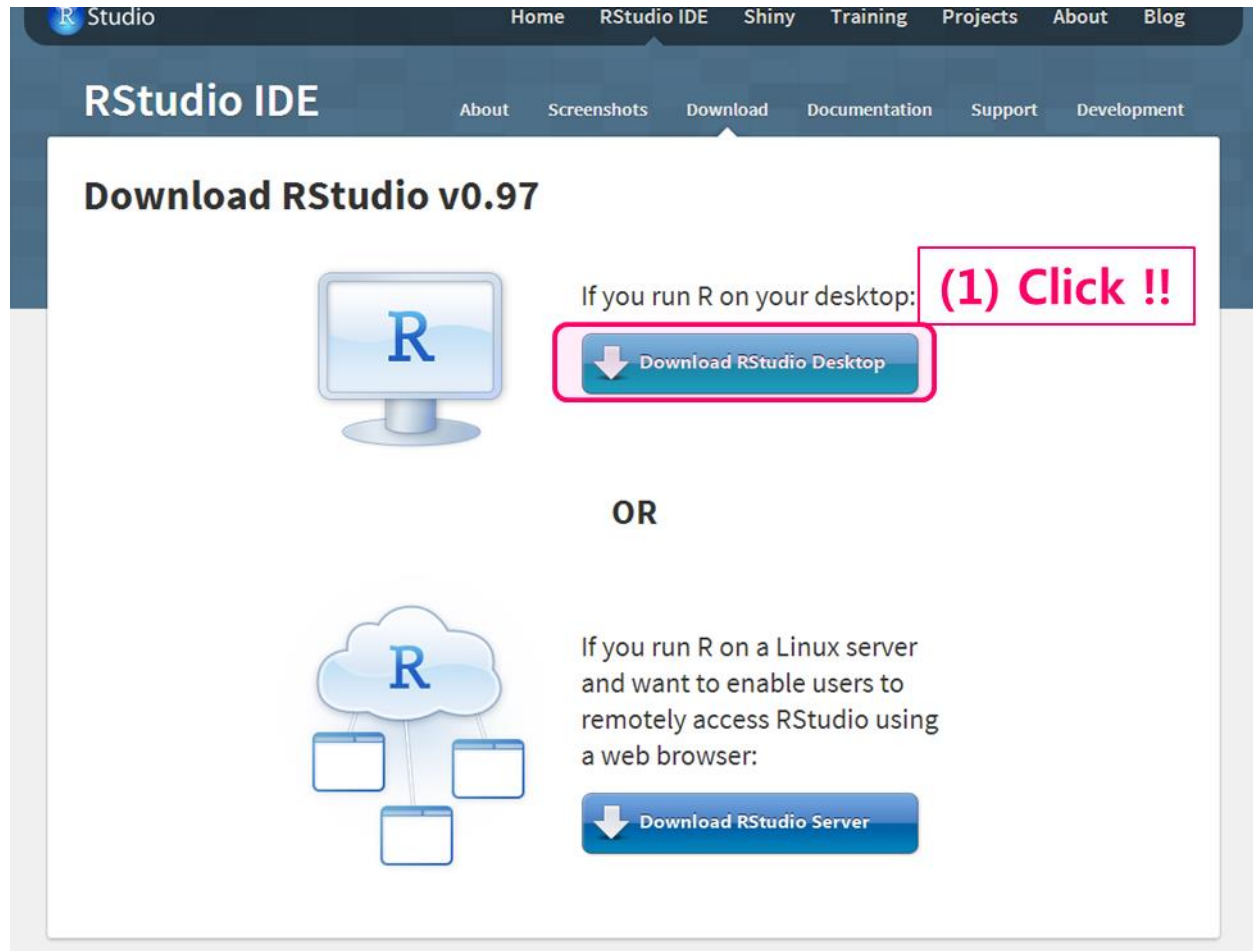 R Studio
Home RStudio IDE Shiny Training Projects About Blog
RStudio IDE
About Screenshots Download Documentation Support Development
Download RStudio v0.97
R
If you run R on your desktop:
(1) Click !!
Download RStudio Desktop
OR
R
If you run R on a Linux server
and want to enable users to
remotely access RStudio using
a web browser:
Download RStudio Server